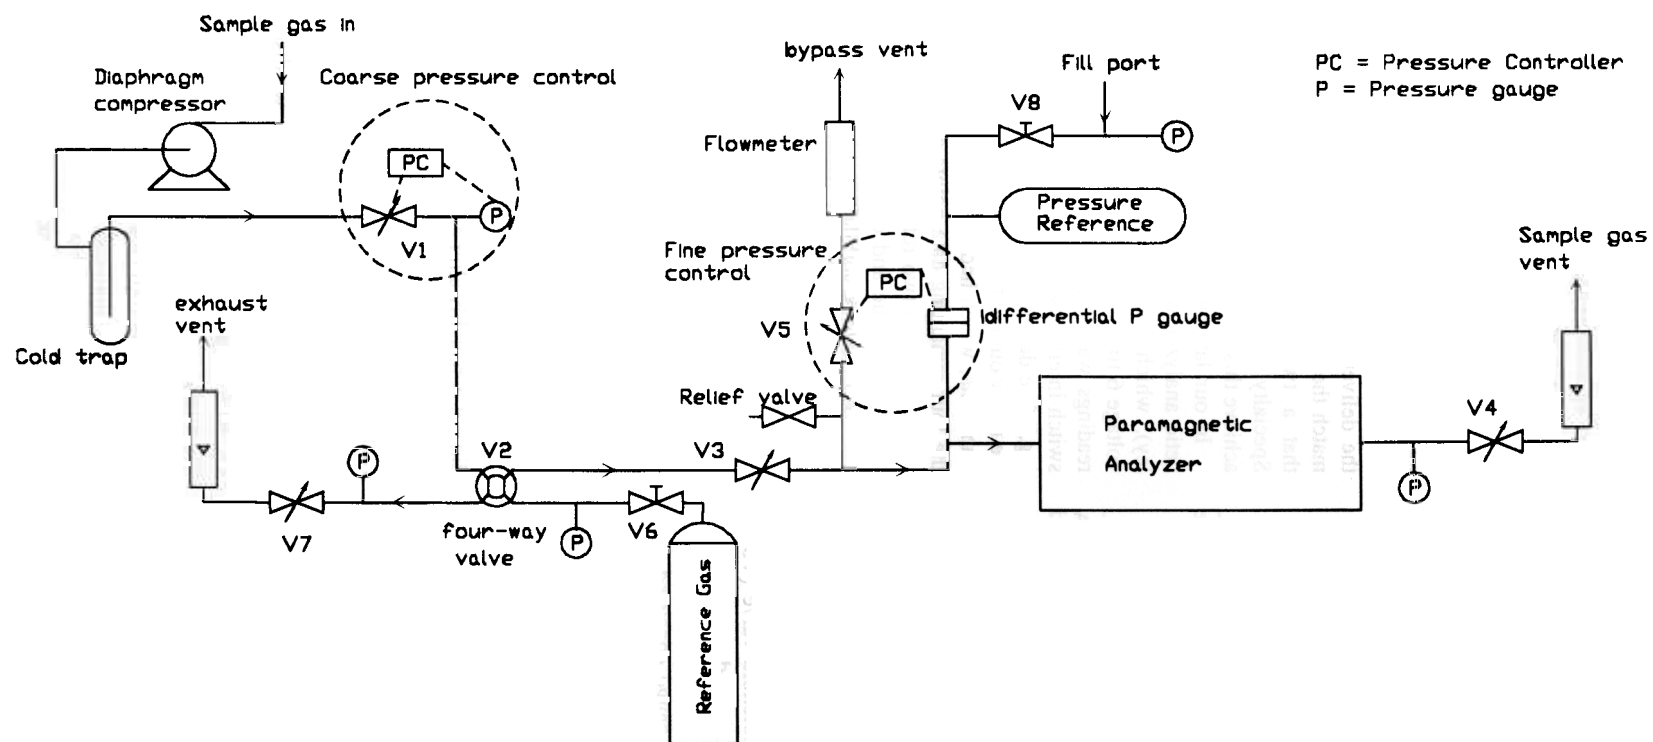 Sample gas in
Diaphragm
compressor
Coarse pressure control
PC
P
V1
Cold trap
exhaust
vent
P
V7
V2
four-way
valve
P
V6
Reference Gas
V3
Relief valve
bypass vent
Flowmeter
Fine pressure
control
PC
V5
differential P gauge
Fill port
V8
P
Pressure
Reference
PC = Pressure Controller
P = Pressure gauge
Paramagnetic
Analyzer
P
V4
Sample gas
vent